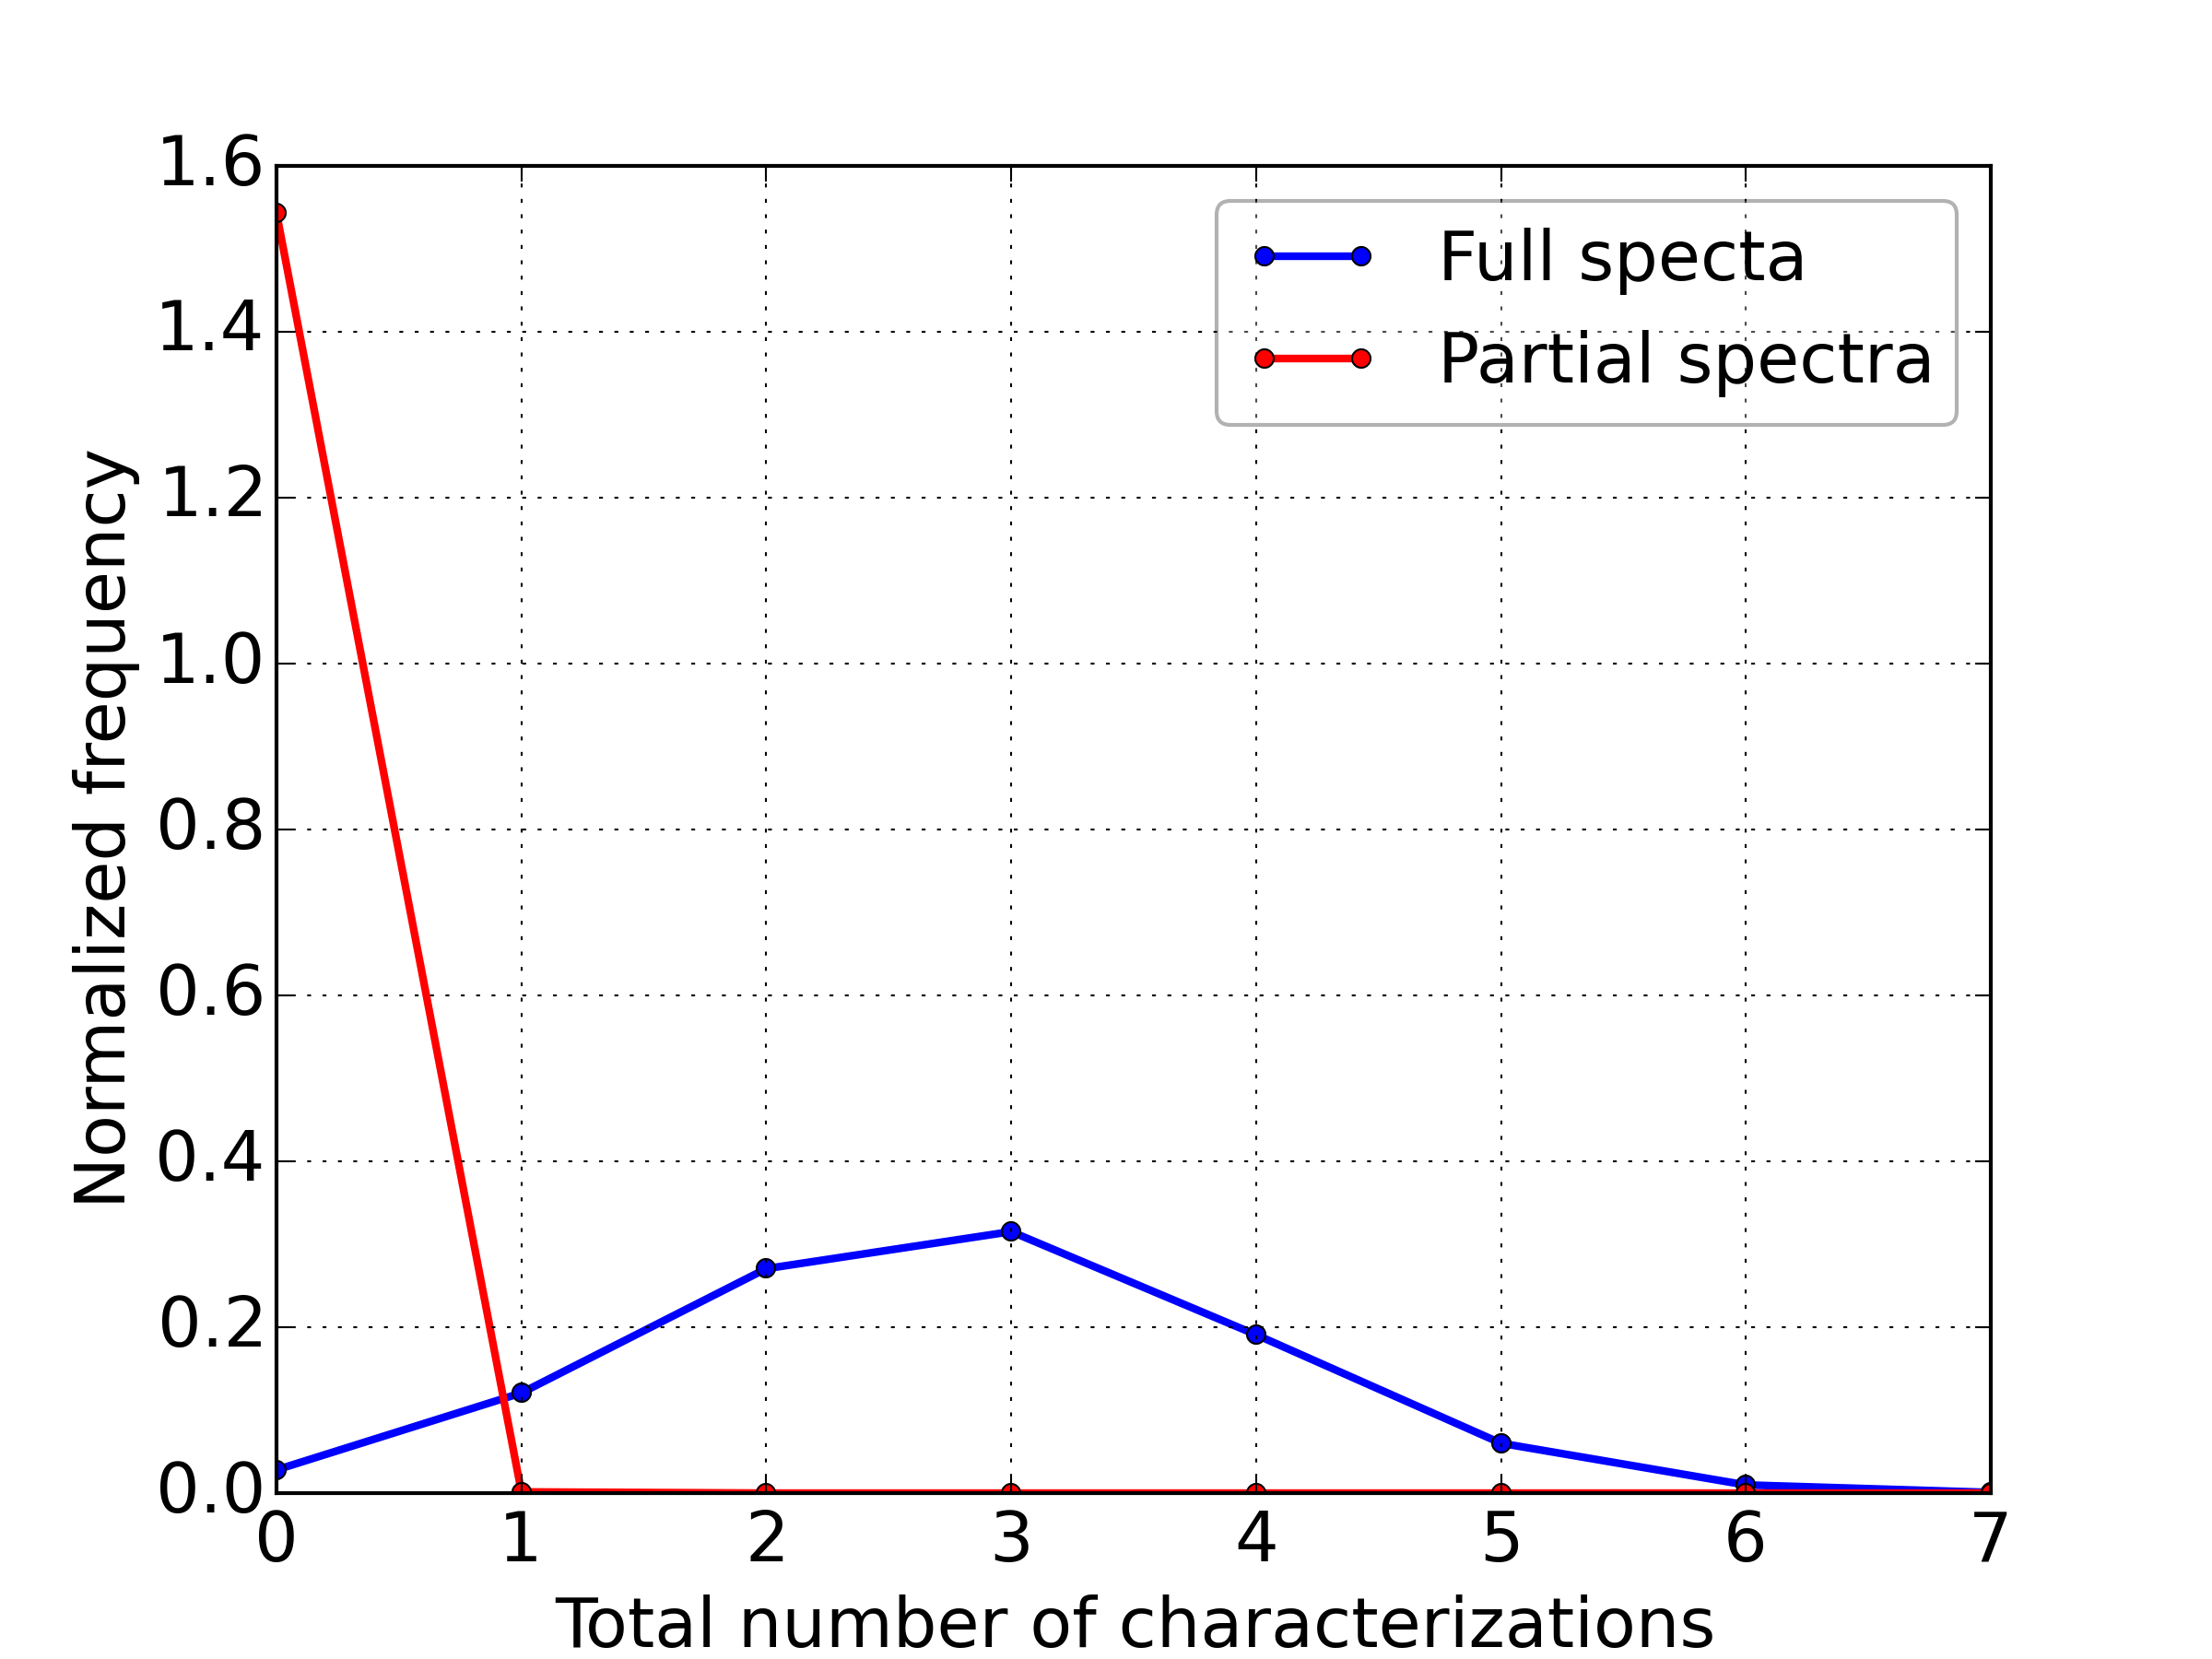 1.6
1.4
1.2
1.0
0.8
0.6
0.4
0.2
0.0
Normalized frequency
Full specta
Partial spectra
0 1 2 3 4 5 6 7
Total number of characterizations